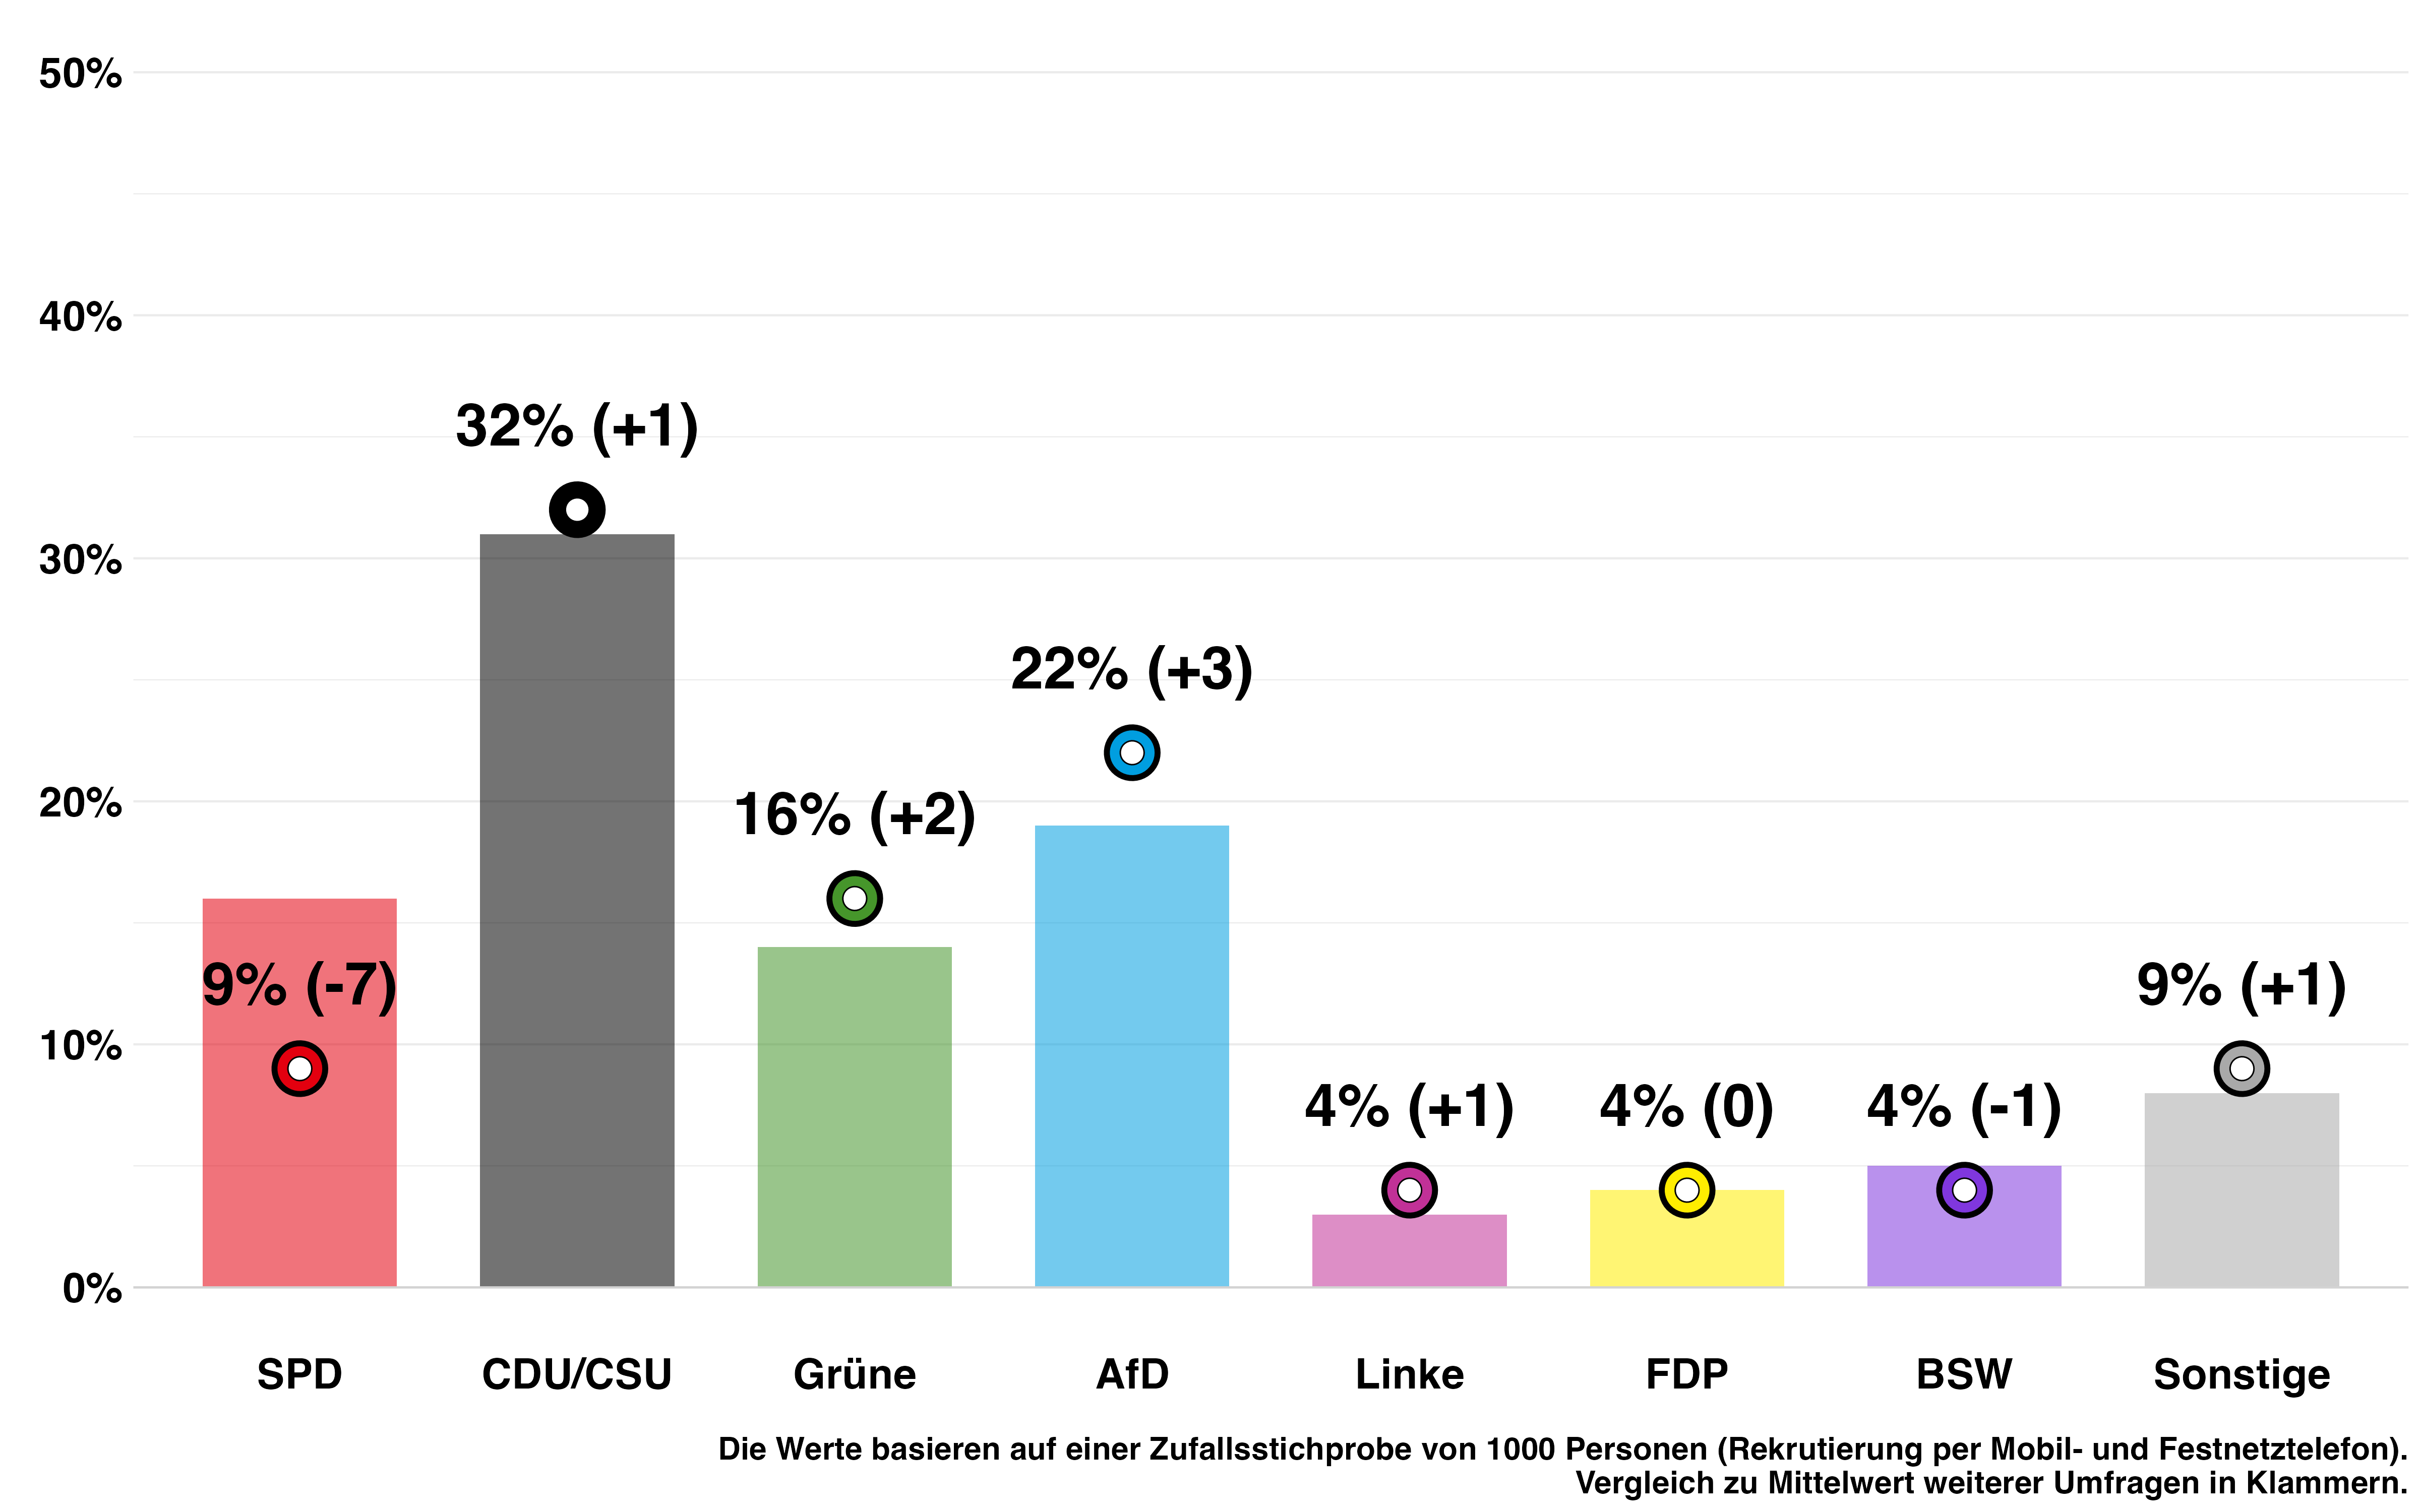 50%
40%
30%
20%
10%
0%
32% (+1)
22% (+3)
16% (+2)
9% (-7)
9% (+1)
4% (+1)
4% (0)
4% (-1)
SPD
CDU/CSU
Grüne
AfD
Linke
FDP
BSW
Sonstige
Die Werte basieren auf einer Zufallsstichprobe von 1000 Personen (Rekrutierung per Mobil- und Festnetztelefon).
Vergleich zu Mittelwert weiterer Umfragen in Klammern.